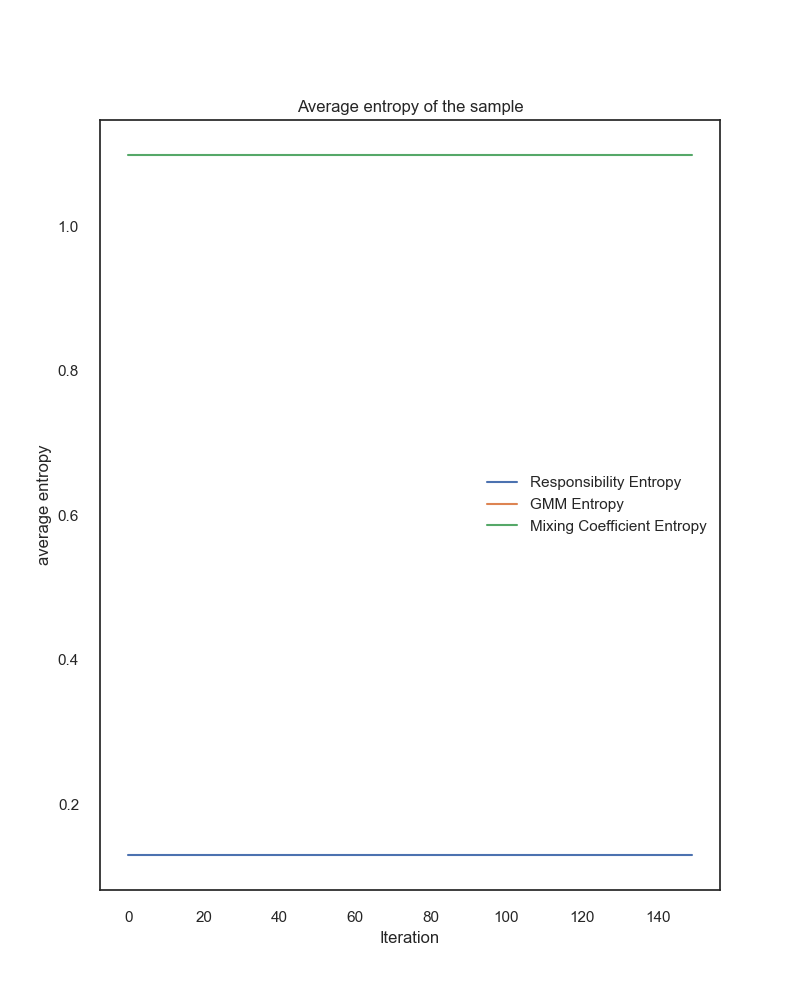 Average entropy of the sample
1.0
0.8
0.6
0.4
0.2
average entropy
Responsibility Entropy
GMM Entropy
Mixing Coefficient Entropy
0 20 40 60 80 100 120 140
Iteration